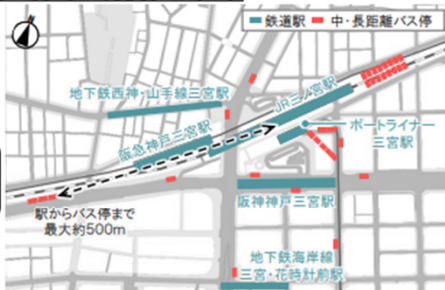 鉄道駅 中・長距離バス停
地下鉄西神・山手線三宮駅
JR三ノ宮駅
阪急神戸三宮駅
ポートライナー
三宮駅
阪神神戸三宮駅
駅からバス停まで
最大約500m
地下鉄海岸線
三宮・花時計前駅